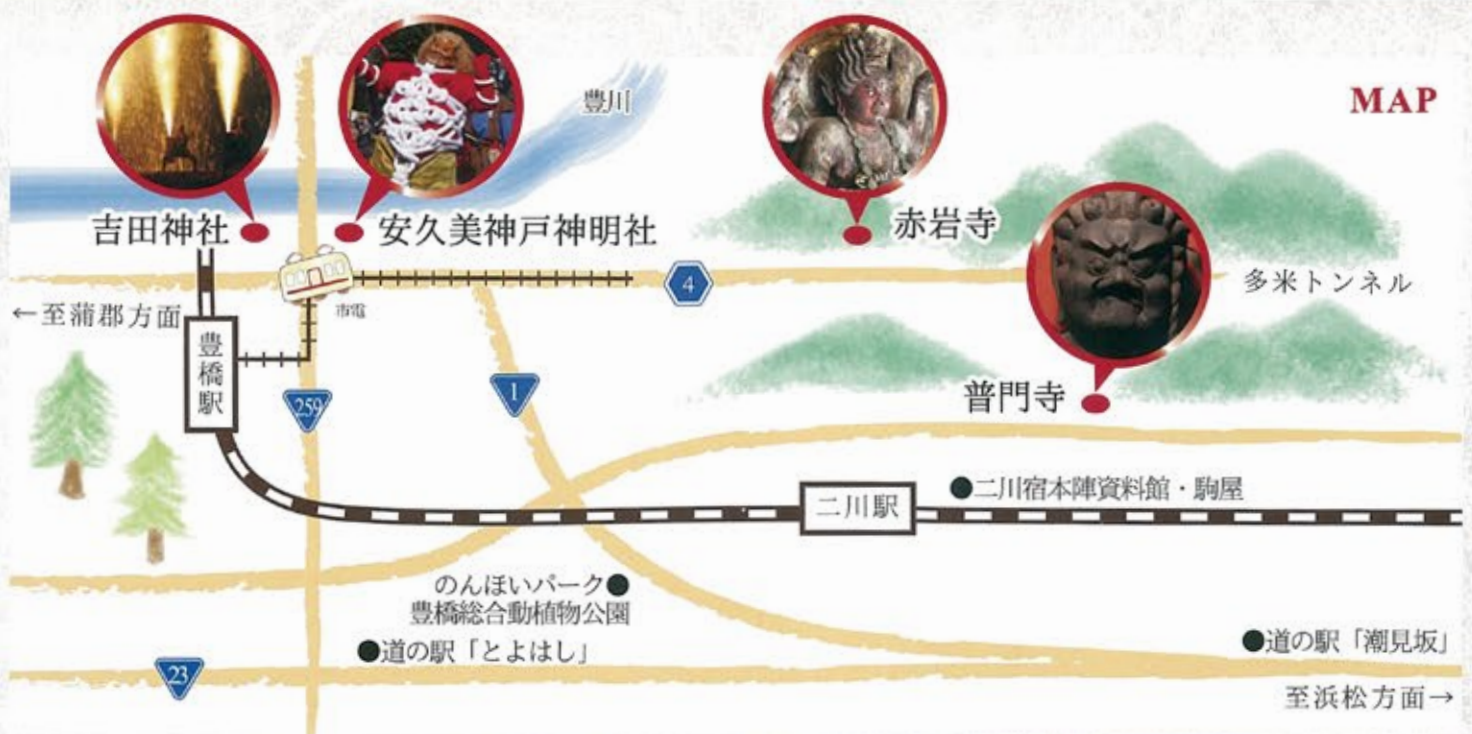 MAP
豊川
吉田神社
安久美神戸神明社
赤岩寺
4
多米トンネル
←至蒲郡方面
市電
豊橋駅
259
1
普門寺
二川駅
●二川宿本陣資料館・駒屋
のんほいパーク●
豊橋総合動植物公園
●道の駅「とよはし」
●道の駅「潮見坂」
23
至浜松方面→